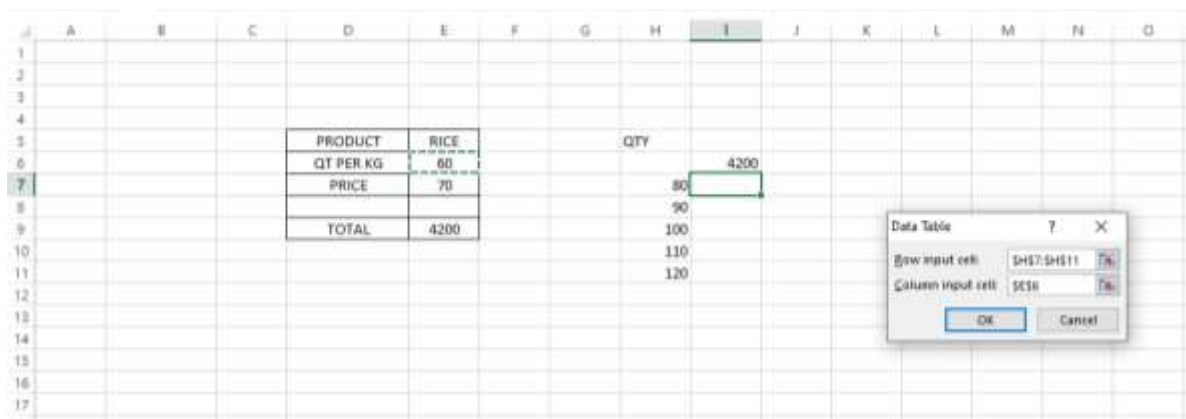 A B C D E F G H I J K L M N O
1
2
3
4
5 PRODUCT RICE QTY
6 QT PER KG 60 4200
7 PRICE 70 80
8 90
9 TOTAL 4200 100
10 110
11 120
12
13
14
15
16
17
Data Table ? ×
Row input cell: $H$7:$H$11
Column input cell: $E$6
OK Cancel